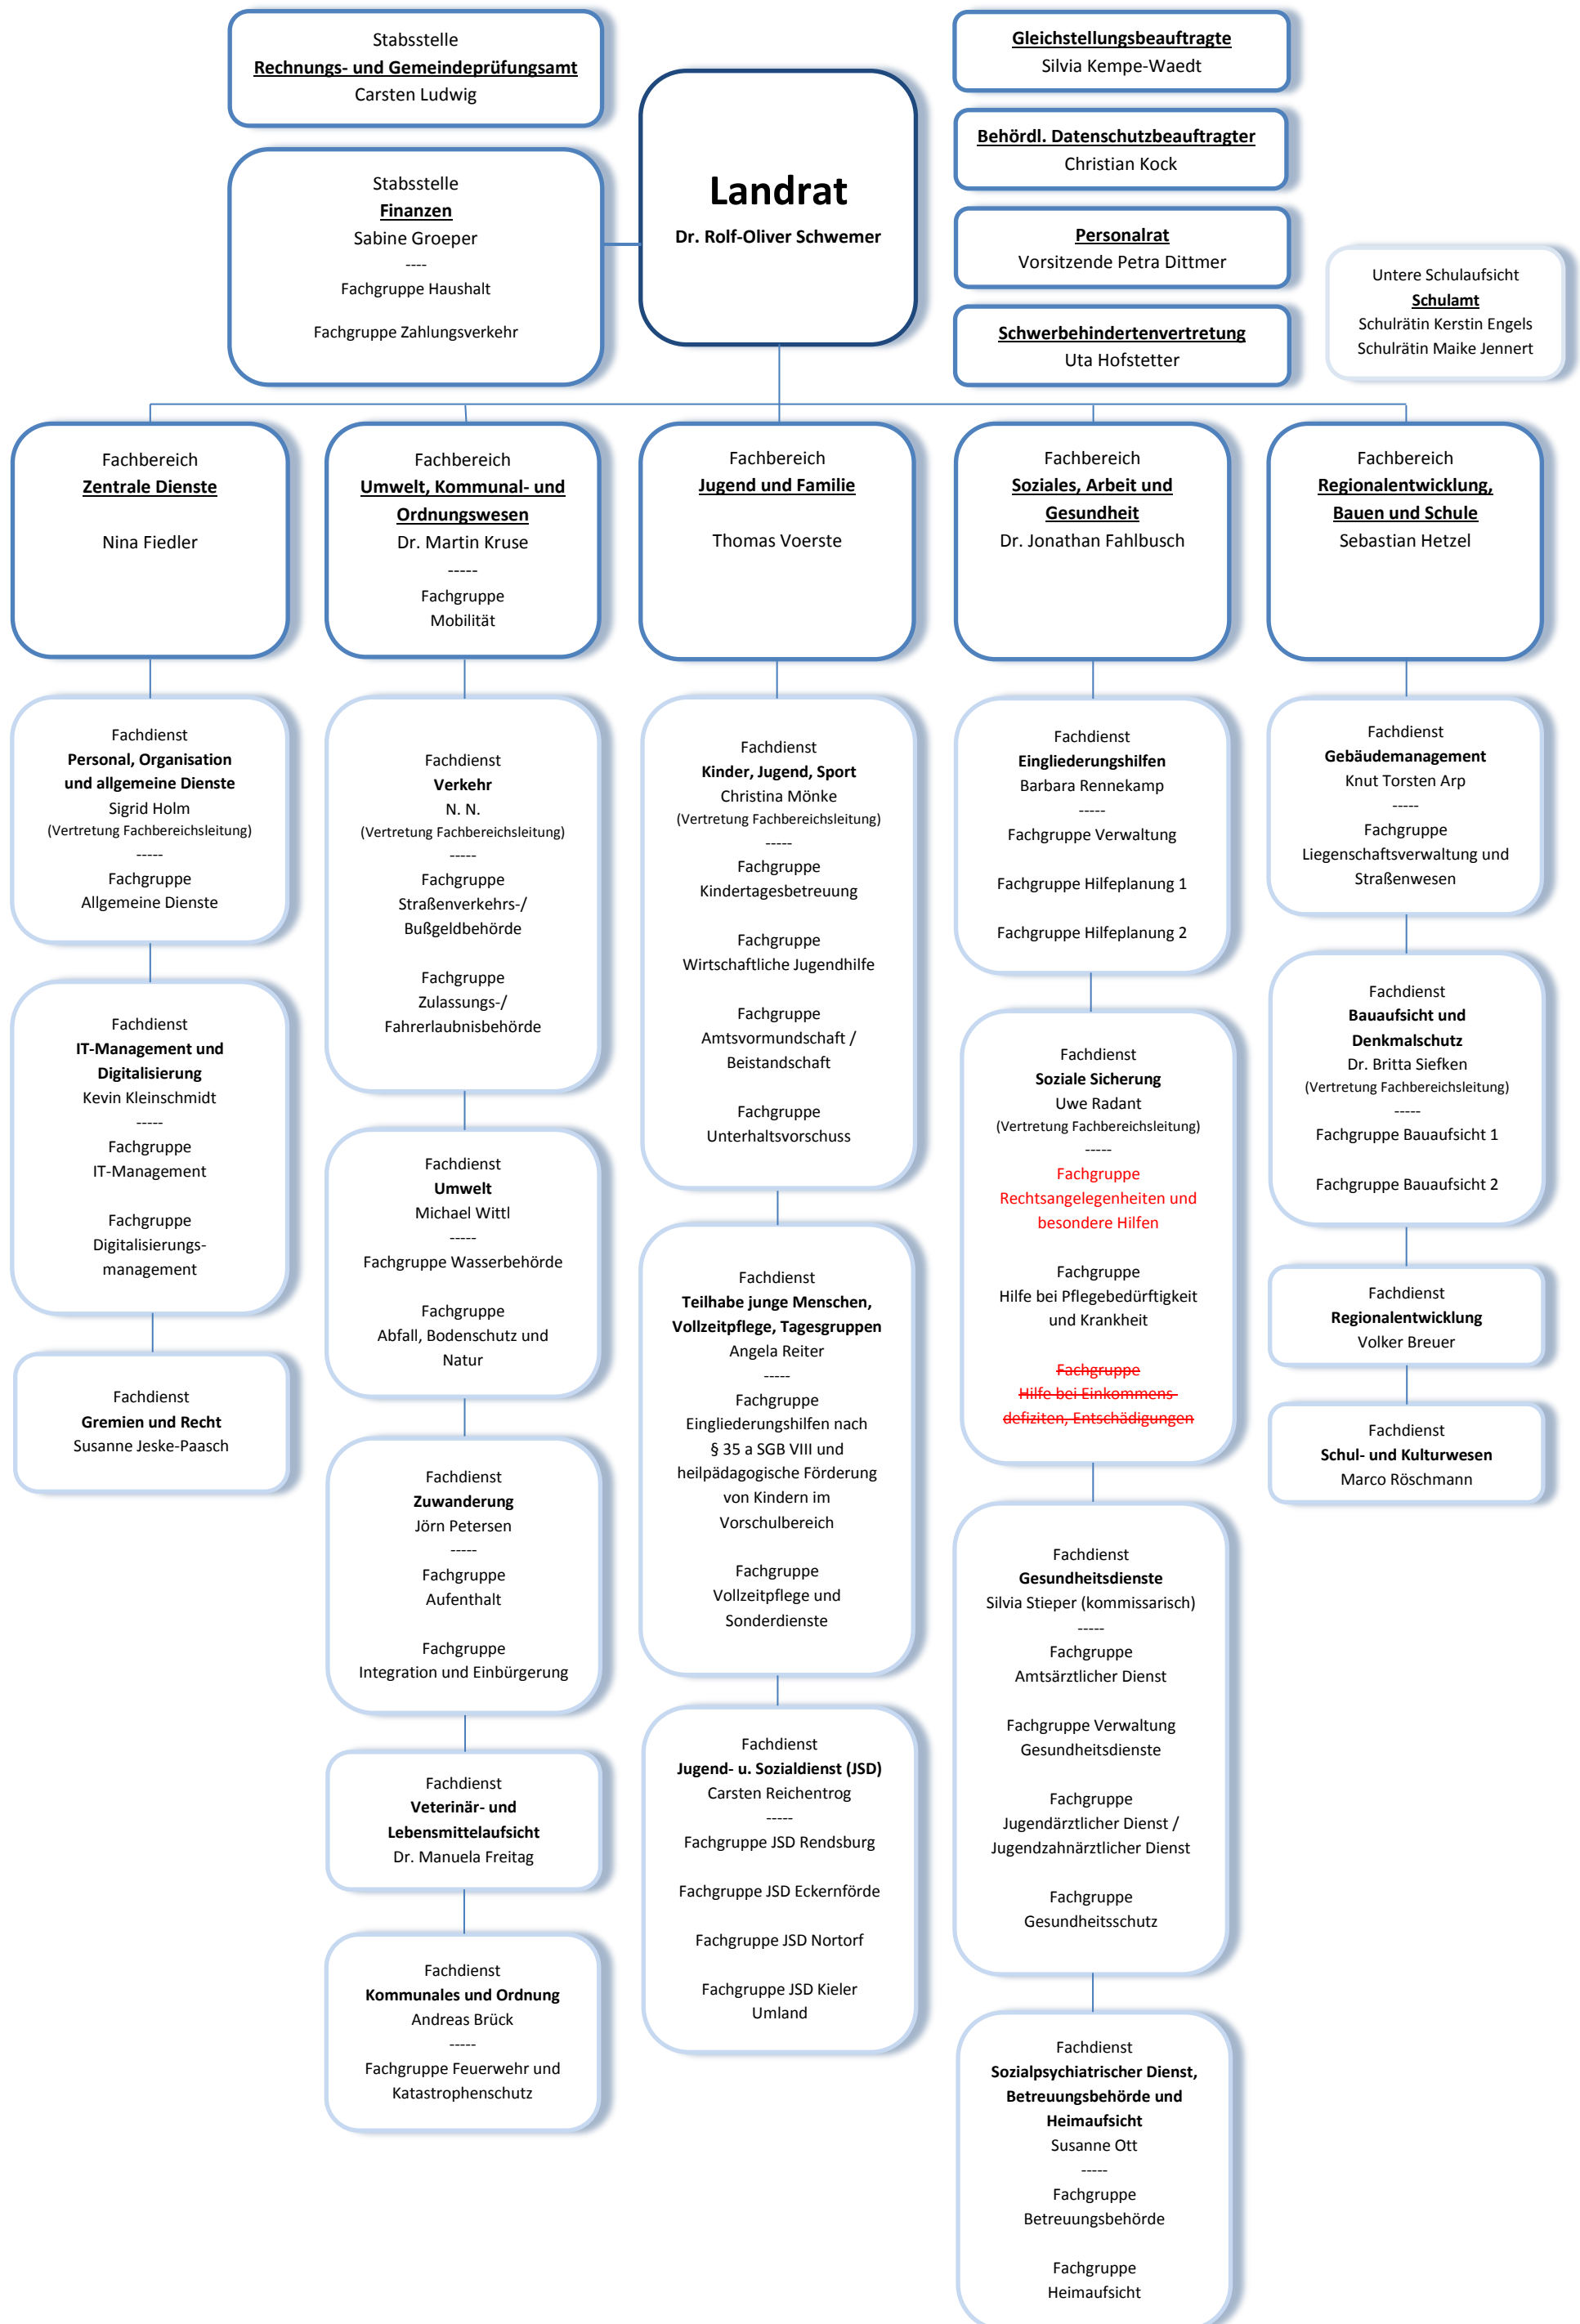 Stabsstelle
Rechnungs- und Gemeindeprüfungsamt
Carsten Ludwig
Stabsstelle
Finanzen
Sabine Groeper
----
Fachgruppe Haushalt
Fachgruppe Zahlungsverkehr
Landrat
Dr. Rolf-Oliver Schwemer
Gleichstellungsbeauftragte
Silvia Kempe-Waedt
Behördl. Datenschutzbeauftragter
Christian Kock
Personalrat
Vorsitzende Petra Dittmer
Schwerbehindertenvertretung
Uta Hofstetter
Untere Schulaufsicht
Schulamt
Schulrätin Kerstin Engels
Schulrätin Maike Jennert
Fachbereich
Zentrale Dienste
Nina Fiedler
Fachdienst
Personal, Organisation
und allgemeine Dienste
Sigrid Holm
(Vertretung Fachbereichsleitung)
-----
Fachgruppe
Allgemeine Dienste
Fachdienst
IT-Management und
Digitalisierung
Kevin Kleinschmidt
-----
Fachgruppe
IT-Management
Fachgruppe
Digitalisierungs-
management
Fachdienst
Gremien und Recht
Susanne Jeske-Paasch
Fachbereich
Umwelt, Kommunal- und
Ordnungswesen
Dr. Martin Kruse
-----
Fachgruppe
Mobilität
Fachdienst
Verkehr
N. N.
(Vertretung Fachbereichsleitung)
-----
Fachgruppe
Straßenverkehrs-/
Bußgeldbehörde
Fachgruppe
Zulassungs-/
Fahrerlaubnisbehörde
Fachdienst
Umwelt
Michael Wittl
-----
Fachgruppe Wasserbehörde
Fachgruppe
Abfall, Bodenschutz und
Natur
Fachdienst
Zuwanderung
Jörn Petersen
-----
Fachgruppe
Aufenthalt
Fachgruppe
Integration und Einbürgerung
Fachdienst
Veterinär- und
Lebensmittelaufsicht
Dr. Manuela Freitag
Fachdienst
Kommunales und Ordnung
Andreas Brück
-----
Fachgruppe Feuerwehr und
Katastrophenschutz
Fachbereich
Jugend und Familie
Thomas Voerste
Fachdienst
Kinder, Jugend, Sport
Christina Mönke
(Vertretung Fachbereichsleitung)
-----
Fachgruppe
Kindertagesbetreuung
Fachgruppe
Wirtschaftliche Jugendhilfe
Fachgruppe
Amtsvormundschaft /
Beistandschaft
Fachgruppe
Unterhaltsvorschuss
Fachdienst
Teilhabe junge Menschen,
Vollzeitpflege, Tagesgruppen
Angela Reiter
-----
Fachgruppe
Eingliederungshilfen nach
§ 35 a SGB VIII und
heilpädagogische Förderung
von Kindern im
Vorschulbereich
Fachgruppe
Vollzeitpflege und
Sonderdienste
Fachdienst
Jugend- u. Sozialdienst (JSD)
Carsten Reichentrog
-----
Fachgruppe JSD Rendsburg
Fachgruppe JSD Eckernförde
Fachgruppe JSD Nortorf
Fachgruppe JSD Kieler
Umland
Fachbereich
Soziales, Arbeit und
Gesundheit
Dr. Jonathan Fahlbusch
Fachdienst
Eingliederungshilfen
Barbara Rennekamp
-----
Fachgruppe Verwaltung
Fachgruppe Hilfeplanung 1
Fachgruppe Hilfeplanung 2
Fachdienst
Soziale Sicherung
Uwe Radant
(Vertretung Fachbereichsleitung)
-----
Fachgruppe
Rechtsangelegenheiten und
besondere Hilfen
Fachgruppe
Hilfe bei Pflegebedürftigkeit
und Krankheit
Fachgruppe
Hilfe bei Einkommens-
defiziten, Entschädigungen
Fachdienst
Gesundheitsdienste
Silvia Stieper (kommissarisch)
-----
Fachgruppe
Amtsärztlicher Dienst
Fachgruppe Verwaltung
Gesundheitsdienste
Fachgruppe
Jugendärztlicher Dienst /
Jugendzahnärztlicher Dienst
Fachgruppe
Gesundheitsschutz
Fachdienst
Sozialpsychiatrischer Dienst,
Betreuungsbehörde und
Heimaufsicht
Susanne Ott
-----
Fachgruppe
Betreuungsbehörde
Fachgruppe
Heimaufsicht
Fachbereich
Regionalentwicklung,
Bauen und Schule
Sebastian Hetzel
Fachdienst
Gebäudemanagement
Knut Torsten Arp
-----
Fachgruppe
Liegenschaftsverwaltung und
Straßenwesen
Fachdienst
Bauaufsicht und
Denkmalschutz
Dr. Britta Siefken
(Vertretung Fachbereichsleitung)
-----
Fachgruppe Bauaufsicht 1
Fachgruppe Bauaufsicht 2
Fachdienst
Regionalentwicklung
Volker Breuer
Fachdienst
Schul- und Kulturwesen
Marco Röschmann